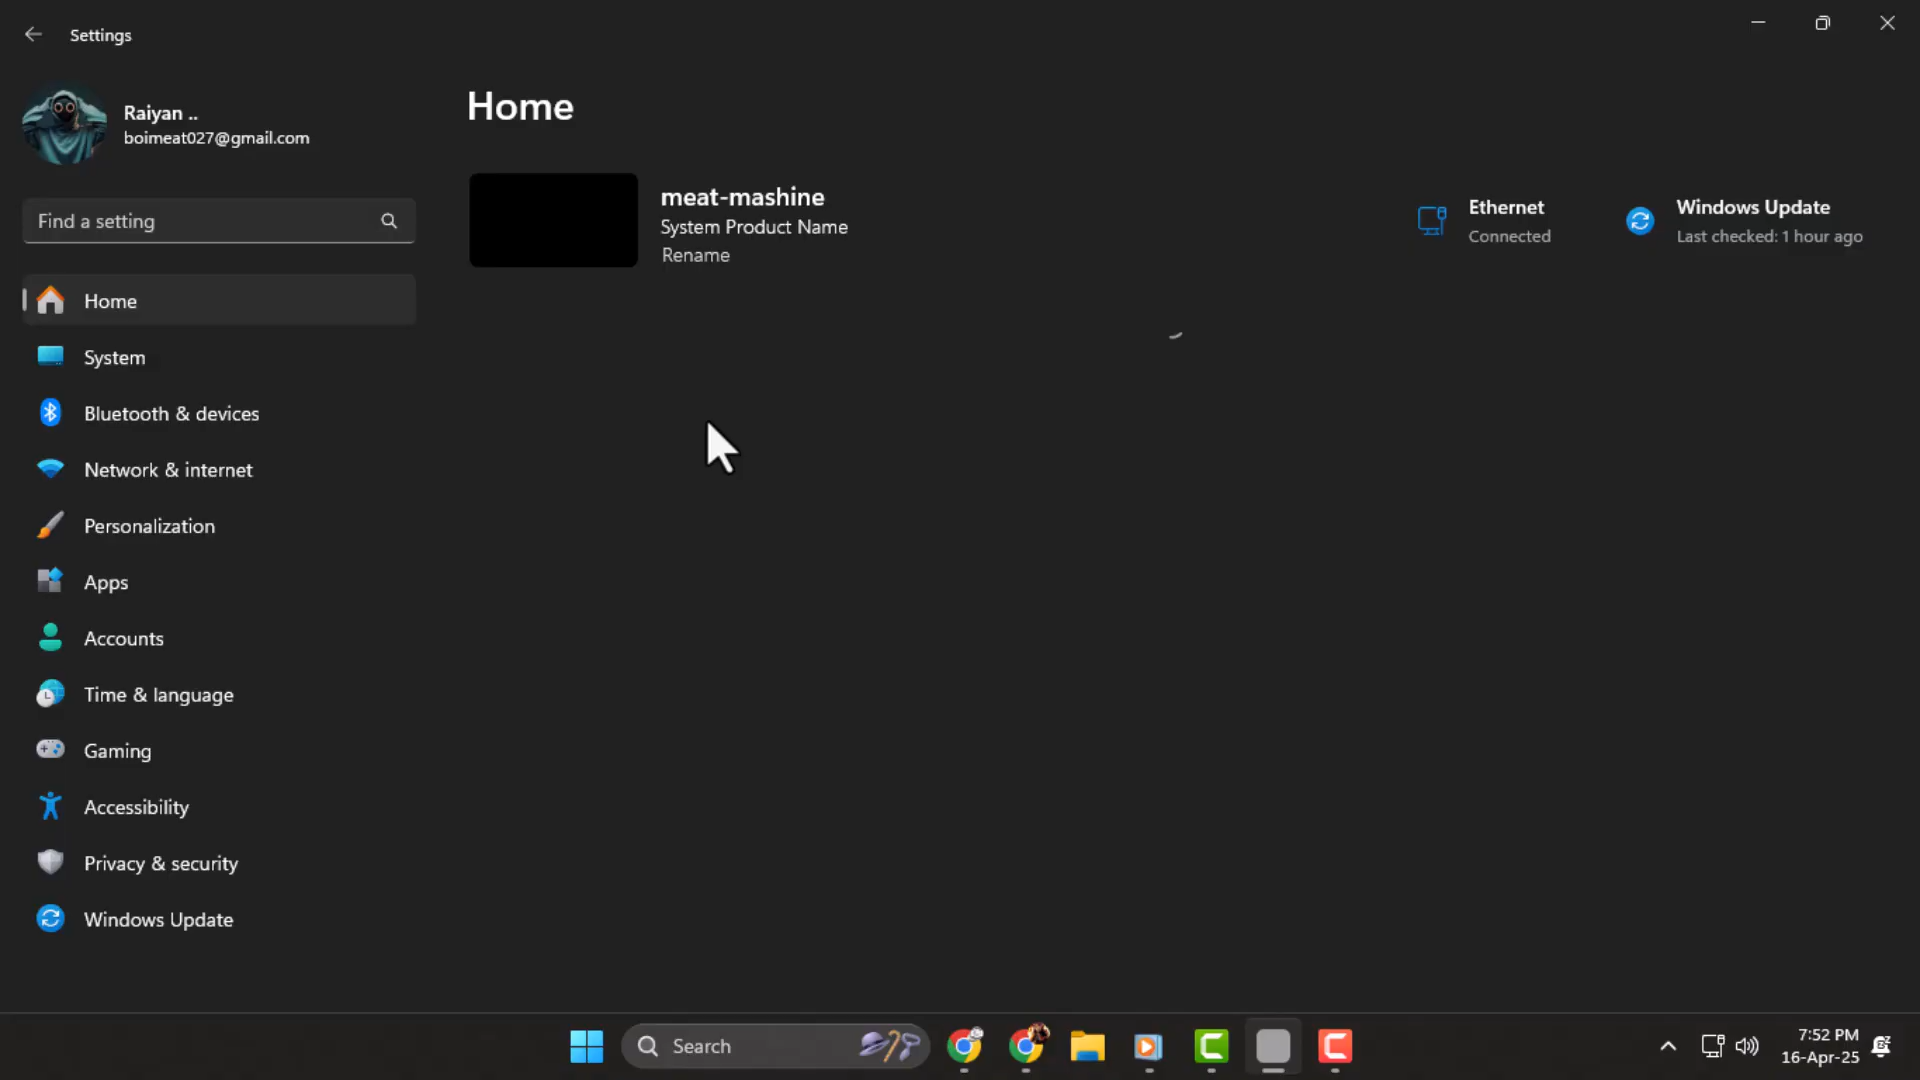 Settings
Raiyan ..
boimeat027@gmail.com
Find a setting
Home
System
Bluetooth & devices
Network & internet
Personalization
Apps
Accounts
Time & language
Gaming
Accessibility
Privacy & security
Windows Update
Home
meat-mashine
System Product Name
Rename
Ethernet
Connected
Windows Update
Last checked: 1 hour ago
Search
7:52 PM
16-Apr-25